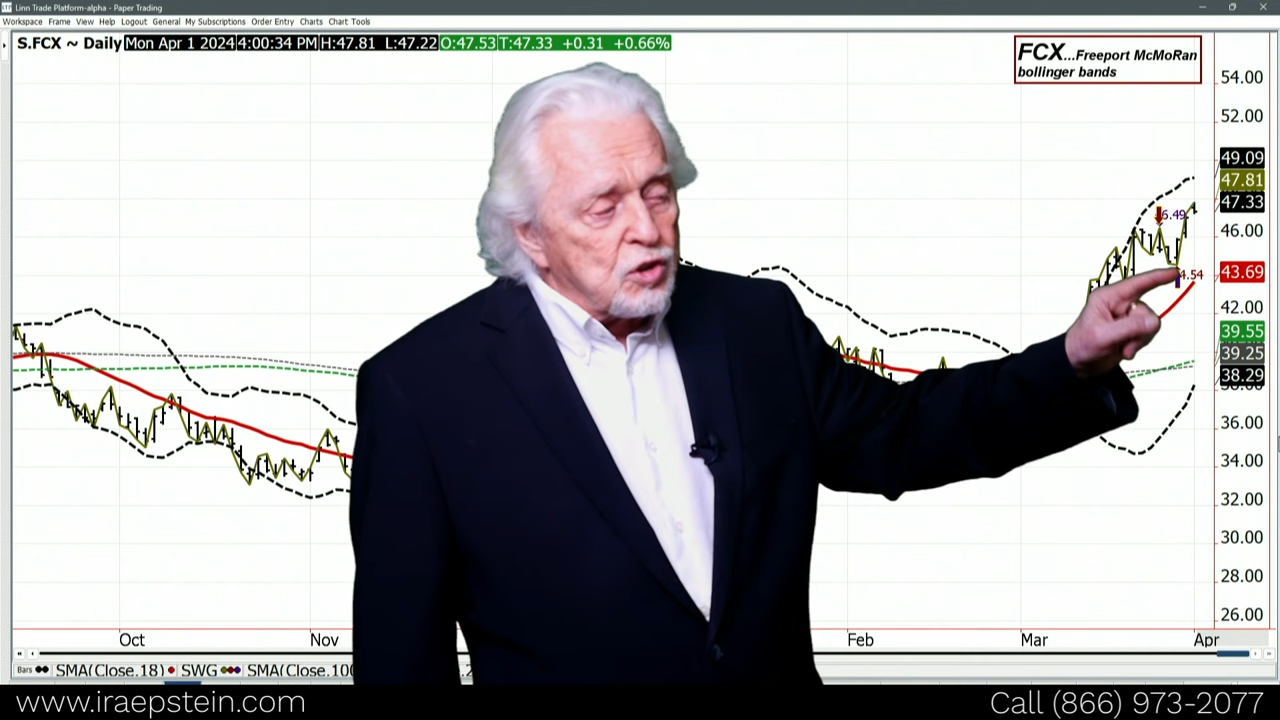 Linn Trade Platform-alpha - Paper Trading
Workspace Frame View Help Logout General My Subscriptions Order Entry Charts Chart Tools
S.FCX ~ Daily Mon Apr 1 2024 4:00:34 PM H:47.81 L:47.22 O:47.53 T:47.33 +0.31 +0.66%
FCX...Freeport McMoRan
bollinger bands
54.00
52.00
49.09
47.81
47.33
46.00
43.69
42.00
39.55
39.25
38.29
36.00
34.00
32.00
30.00
28.00
26.00
Oct Nov Feb Mar Apr
Bars SMA(Close,18) SWG SMA(Close,100
www.iraepstein.com
Call (866) 973-2077